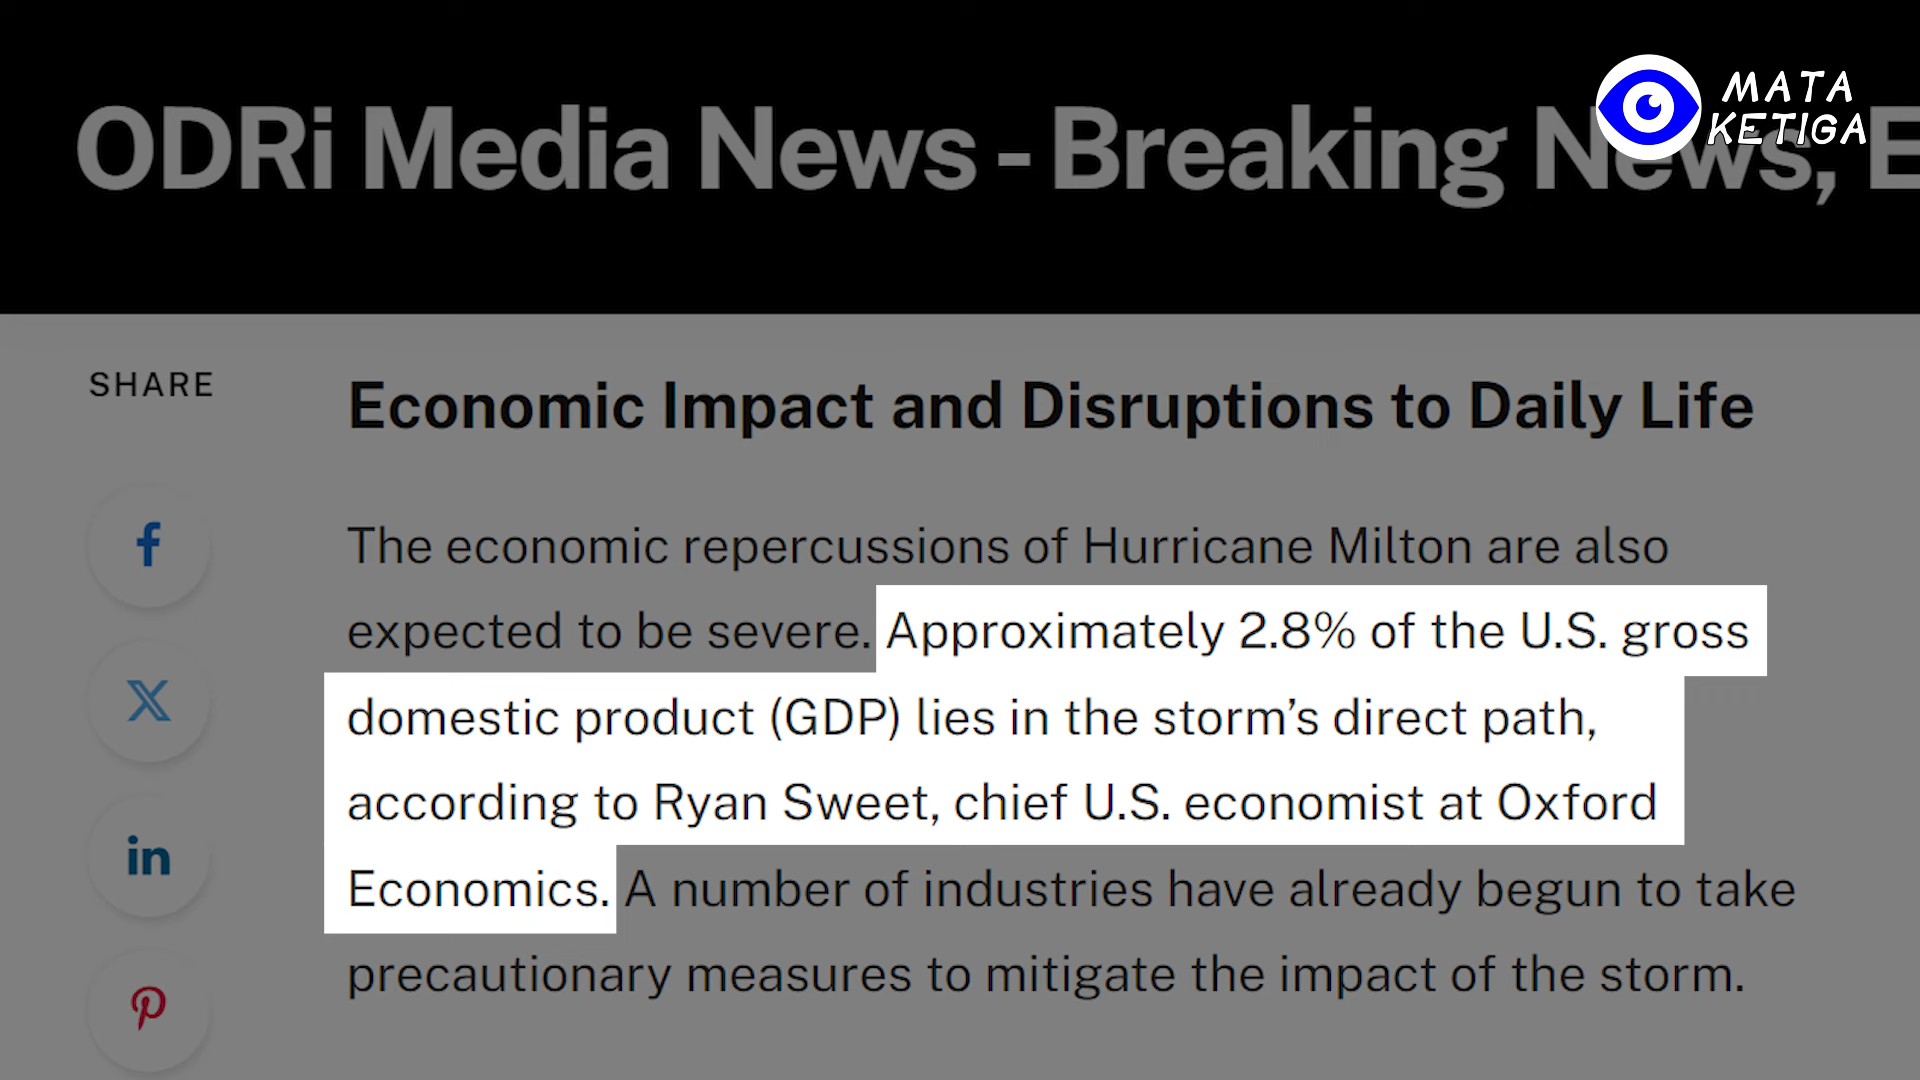 MATA
KETIGA
ODRi Media News - Breaking News, E
SHARE
Economic Impact and Disruptions to Daily Life
The economic repercussions of Hurricane Milton are also
expected to be severe. Approximately 2.8% of the U.S. gross
domestic product (GDP) lies in the storm’s direct path,
according to Ryan Sweet, chief U.S. economist at Oxford
Economics. A number of industries have already begun to take
precautionary measures to mitigate the impact of the storm.